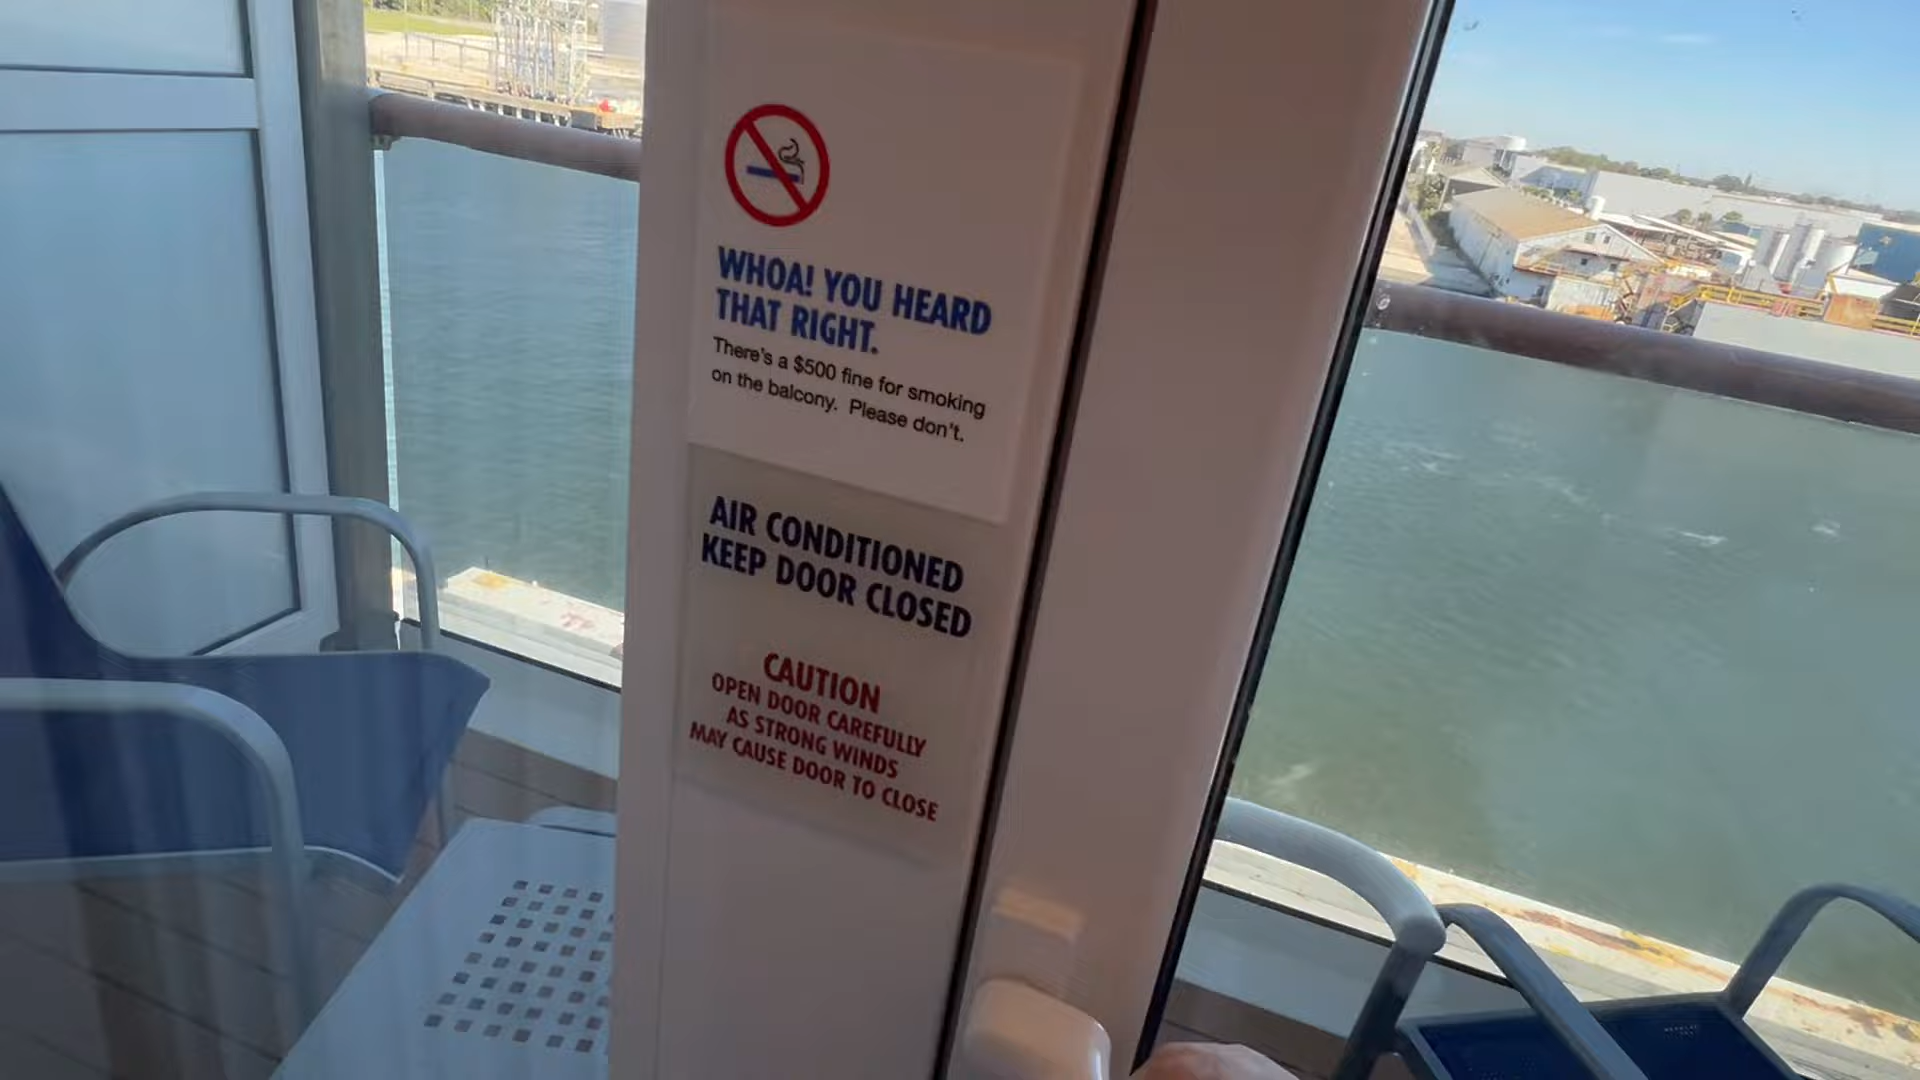 WHOA! YOU HEARD
THAT RIGHT.
There's a $500 fine for smoking
on the balcony. Please don't.
AIR CONDITIONED
KEEP DOOR CLOSED
CAUTION
OPEN DOOR CAREFULLY
AS STRONG WINDS
MAY CAUSE DOOR TO CLOSE